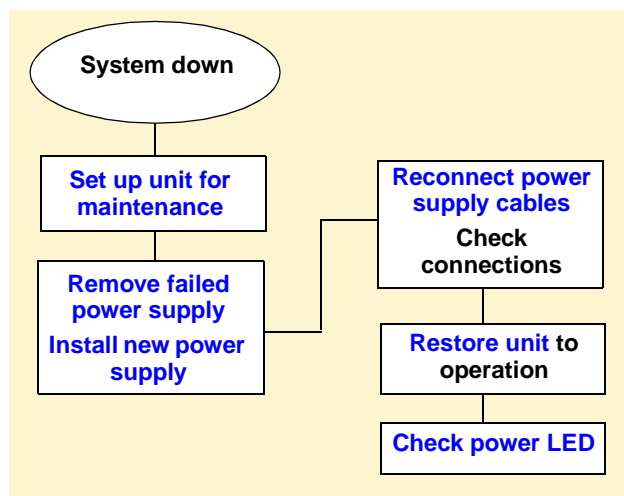 System down
Set up unit for
maintenance
Remove failed
power supply
Install new power
supply
Reconnect power
supply cables
Check
connections
Restore unit to
operation
Check power LED